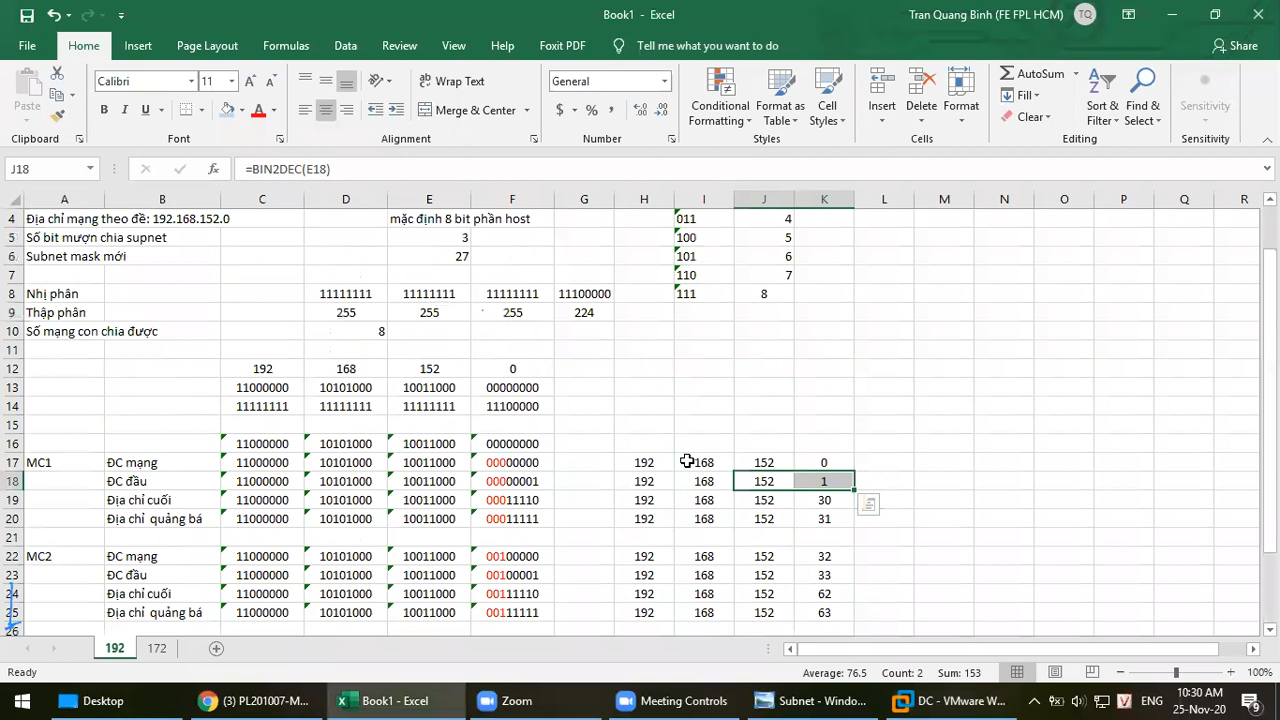 Book1 - Excel
Tran Quang Binh (FE FPL HCM) TQ
File Home Insert Page Layout Formulas Data Review View Help Foxit PDF Tell me what you want to do Share
Paste
Calibri 11
B I U
Wrap Text
Merge & Center
General
$ % ,
Conditional Formatting
Format as Table
Cell Styles
Insert
Delete
Format
AutoSum
Fill
Clear
Sort & Filter
Find & Select
Sensitivity
Clipboard Font Alignment Number Styles Cells Editing Sensitivity
J18 fx =BIN2DEC(E18)
A B C D E F G H I J K L M N O P Q R
4 Địa chỉ mạng theo đề: 192.168.152.0 mặc định 8 bit phần host 011 4
5 Số bit mượn chia supnet 3 100 5
6 Subnet mask mới 27 101 6
7 110 7
8 Nhị phân 11111111 11111111 11111111 11100000 111 8
9 Thập phân 255 255 255 224
10 Số mạng con chia được 8
11
12 192 168 152 0
13 11000000 10101000 10011000 00000000
14 11111111 11111111 11111111 11100000
15
16 11000000 10101000 10011000 00000000
17 MC1 ĐC mạng 11000000 10101000 10011000 00000000 192 168 152 0
18 ĐC đầu 11000000 10101000 10011000 00000001 192 168 152 1
19 Địa chỉ cuối 11000000 10101000 10011000 00011110 192 168 152 30
20 Địa chỉ quảng bá 11000000 10101000 10011000 00011111 192 168 152 31
21
22 MC2 ĐC mạng 11000000 10101000 10011000 00100000 192 168 152 32
23 ĐC đầu 11000000 10101000 10011000 00100001 192 168 152 33
24 Địa chỉ cuối 11000000 10101000 10011000 00111110 192 168 152 62
25 Địa chỉ quảng bá 11000000 10101000 10011000 00111111 192 168 152 63
26
192 172
Ready Average: 76.5 Count: 2 Sum: 153 100%
Desktop (3) PL201007-M... Book1 - Excel Zoom Meeting Controls Subnet - Windo... DC - VMware W... V ENG 10:30 AM
25-Nov-20 9